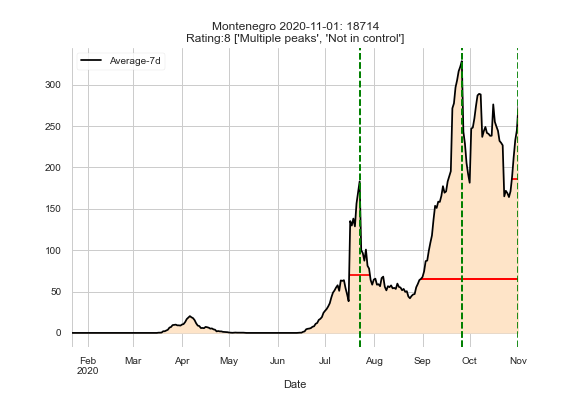 Montenegro 2020-11-01: 18714
Rating:8 ['Multiple peaks', 'Not in control']
Average-7d
300
250
200
150
100
50
0
Feb Mar Apr May Jun Jul Aug Sep Oct Nov
2020
Date